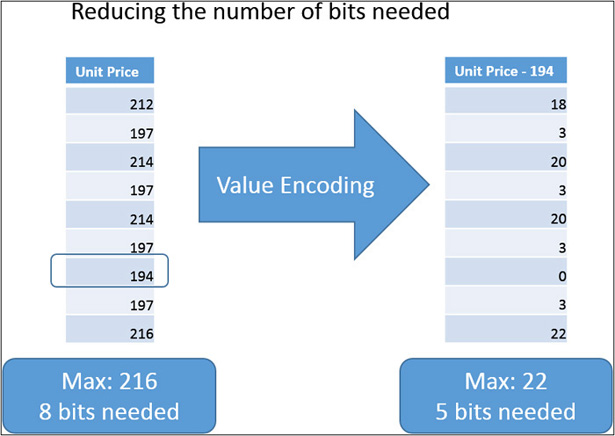 Reducing the number of bits needed
Unit Price
212
197
214
197
214
197
194
197
216
Value Encoding
Unit Price - 194
18
3
20
3
20
3
0
3
22
Max: 216
8 bits needed
Max: 22
5 bits needed